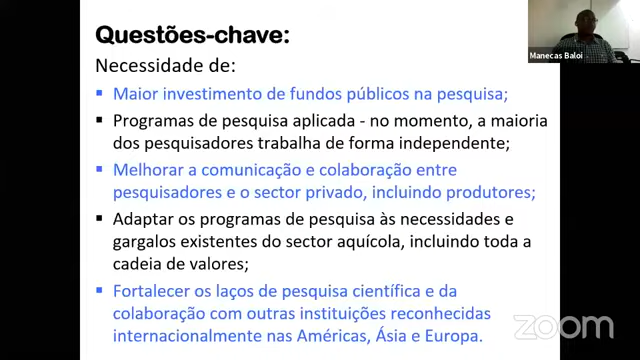 Questões-chave:
Manecas Baloi
Necessidade de:
Maior investimento de fundos públicos na pesquisa;
Programas de pesquisa aplicada - no momento, a maioria
dos pesquisadores trabalha de forma independente;
Melhorar a comunicação e colaboração entre
pesquisadores e o sector privado, incluindo produtores;
Adaptar os programas de pesquisa às necessidades e
gargalos existentes do sector aquícola, incluindo toda a
cadeia de valores;
Fortalecer os laços de pesquisa científica e da
colaboração com outras instituições reconhecidas
internacionalmente nas Américas, Ásia e Europa.
zoom